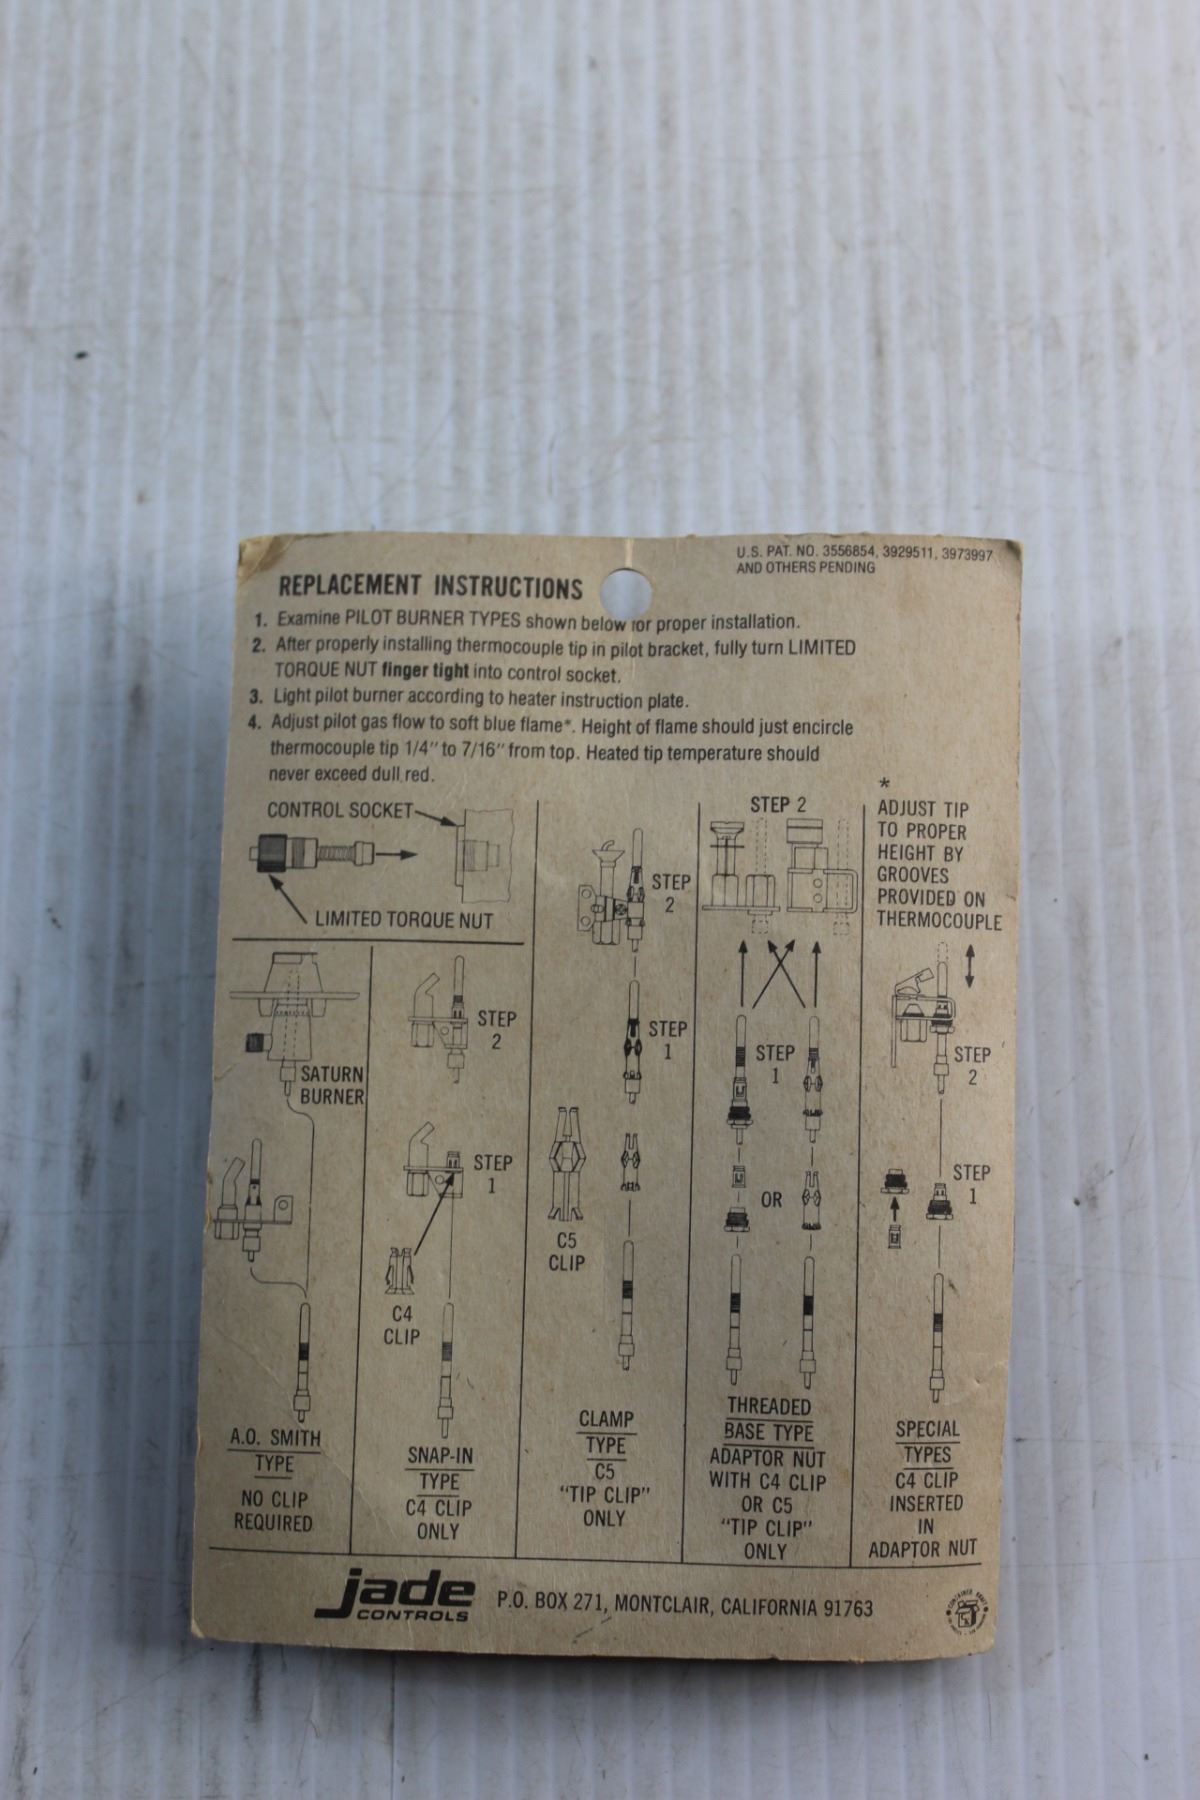 U.S. PAT. NO. 3556854, 3929511, 3973997
AND OTHERS PENDING
REPLACEMENT INSTRUCTIONS
1. Examine PILOT BURNER TYPES shown below for proper installation.
2. After properly installing thermocouple tip in pilot bracket, fully turn LIMITED
TORQUE NUT finger tight into control socket.
3. Light pilot burner according to heater instruction plate.
4. Adjust pilot gas flow to soft blue flame*. Height of flame should just encircle
thermocouple tip 1/4" to 7/16" from top. Heated tip temperature should
never exceed dull red.
CONTROL SOCKET
LIMITED TORQUE NUT
SATURN
BURNER
A.O. SMITH
TYPE
NO CLIP
REQUIRED
STEP
2
STEP
1
C4
CLIP
SNAP-IN
TYPE
C4 CLIP
ONLY
STEP
2
STEP
1
C5
CLIP
CLAMP
TYPE
C5
"TIP CLIP"
ONLY
STEP 2
STEP
1
OR
THREADED
BASE TYPE
ADAPTOR NUT
WITH C4 CLIP
OR C5
"TIP CLIP"
ONLY
*
ADJUST TIP
TO PROPER
HEIGHT BY
GROOVES
PROVIDED ON
THERMOCOUPLE
STEP
2
STEP
1
SPECIAL
TYPES
C4 CLIP
INSERTED
IN
ADAPTOR NUT
jade
CONTROLS
P.O. BOX 271, MONTCLAIR, CALIFORNIA 91763